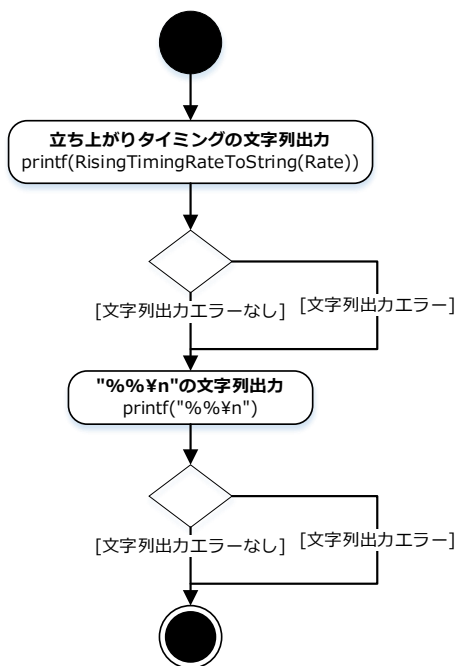 立ち上がりタイミングの文字列出力
printf(RisingTimingRateToString(Rate))
[文字列出力エラーなし]
[文字列出力エラー]
"%%¥n"の文字列出力
printf("%%¥n")
[文字列出力エラーなし]
[文字列出力エラー]